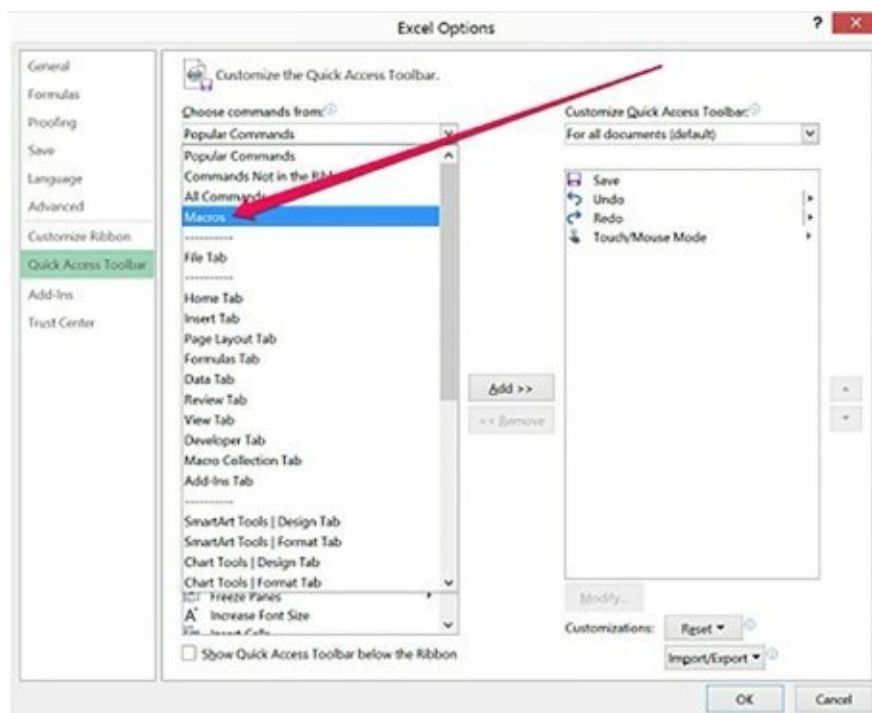 Excel Options
?
General
Formulas
Proofing
Save
Language
Advanced
Customize Ribbon
Quick Access Toolbar
Add-Ins
Trust Center
Customize the Quick Access Toolbar.
Choose commands from:
Popular Commands
Popular Commands
Commands Not in the
All Commands
Macros
----------
File Tab
----------
Home Tab
Insert Tab
Page Layout Tab
Formulas Tab
Data Tab
Review Tab
View Tab
Developer Tab
Macro Collection Tab
Add-Ins Tab
----------
SmartArt Tools | Design Tab
SmartArt Tools | Format Tab
Chart Tools | Design Tab
Chart Tools | Format Tab
Freeze Panes
Increase Font Size
Insert Cells
Show Quick Access Toolbar below the Ribbon
Add >>
<< Remove
Customize Quick Access Toolbar:
For all documents (default)
Save
Undo
Redo
Touch/Mouse Mode
Modify...
Customizations:
Reset
Import/Export
OK
Cancel